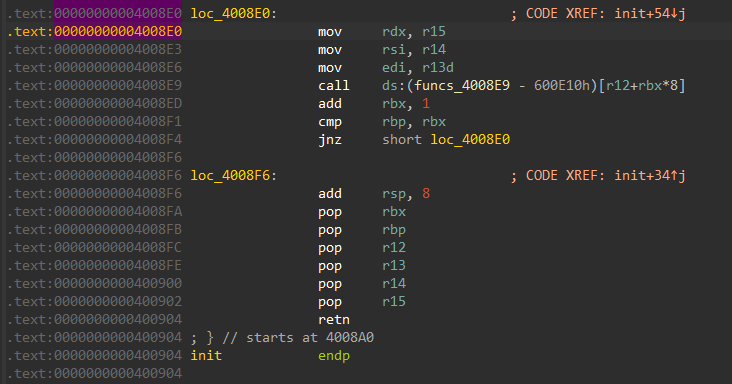 .text:00000000004008E0 loc_4008E0: ; CODE XREF: init+54↓j
.text:00000000004008E0 mov rdx, r15
.text:00000000004008E3 mov rsi, r14
.text:00000000004008E6 mov edi, r13d
.text:00000000004008E9 call ds:(funcs_4008E9 - 600E10h)[r12+rbx*8]
.text:00000000004008ED add rbx, 1
.text:00000000004008F1 cmp rbp, rbx
.text:00000000004008F4 jnz short loc_4008E0
.text:00000000004008F6
.text:00000000004008F6 loc_4008F6: ; CODE XREF: init+34↑j
.text:00000000004008F6 add rsp, 8
.text:00000000004008FA pop rbx
.text:00000000004008FB pop rbp
.text:00000000004008FC pop r12
.text:00000000004008FE pop r13
.text:0000000000400900 pop r14
.text:0000000000400902 pop r15
.text:0000000000400904 retn
.text:0000000000400904 ; } // starts at 4008A0
.text:0000000000400904 init endp
.text:0000000000400904